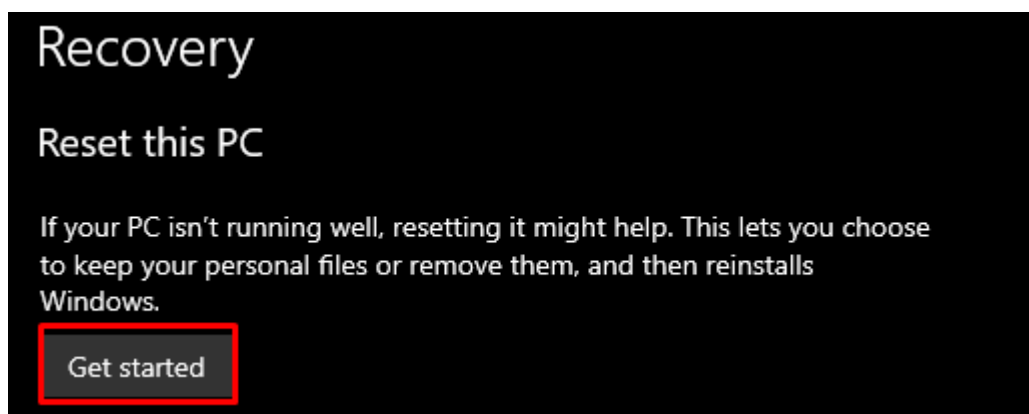 Recovery
Reset this PC
If your PC isn’t running well, resetting it might help. This lets you choose
to keep your personal files or remove them, and then reinstalls
Windows.
Get started